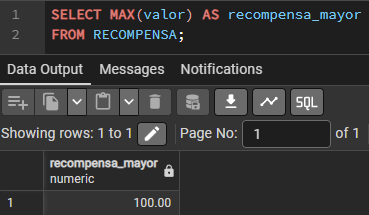 1 SELECT MAX(valor) AS recompensa_mayor
2 FROM RECOMPENSA;
Data Output Messages Notifications
SQL
Showing rows: 1 to 1 Page No: 1 of 1
recompensa_mayor
numeric
1 100.00